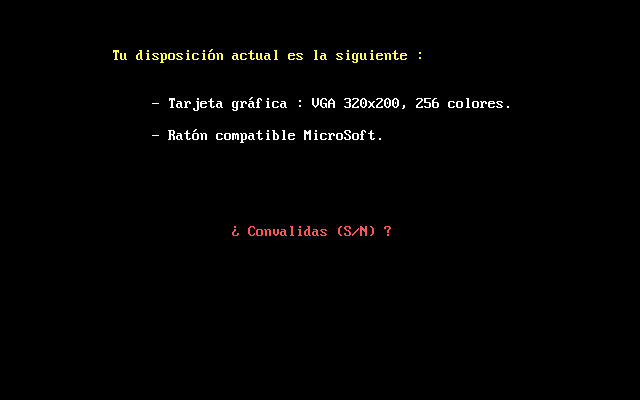 Tu disposición actual es la siguiente :
- Tarjeta gráfica : VGA 320x200, 256 colores.
- Ratón compatible MicroSoft.
¿ Convalidas (S/N) ?